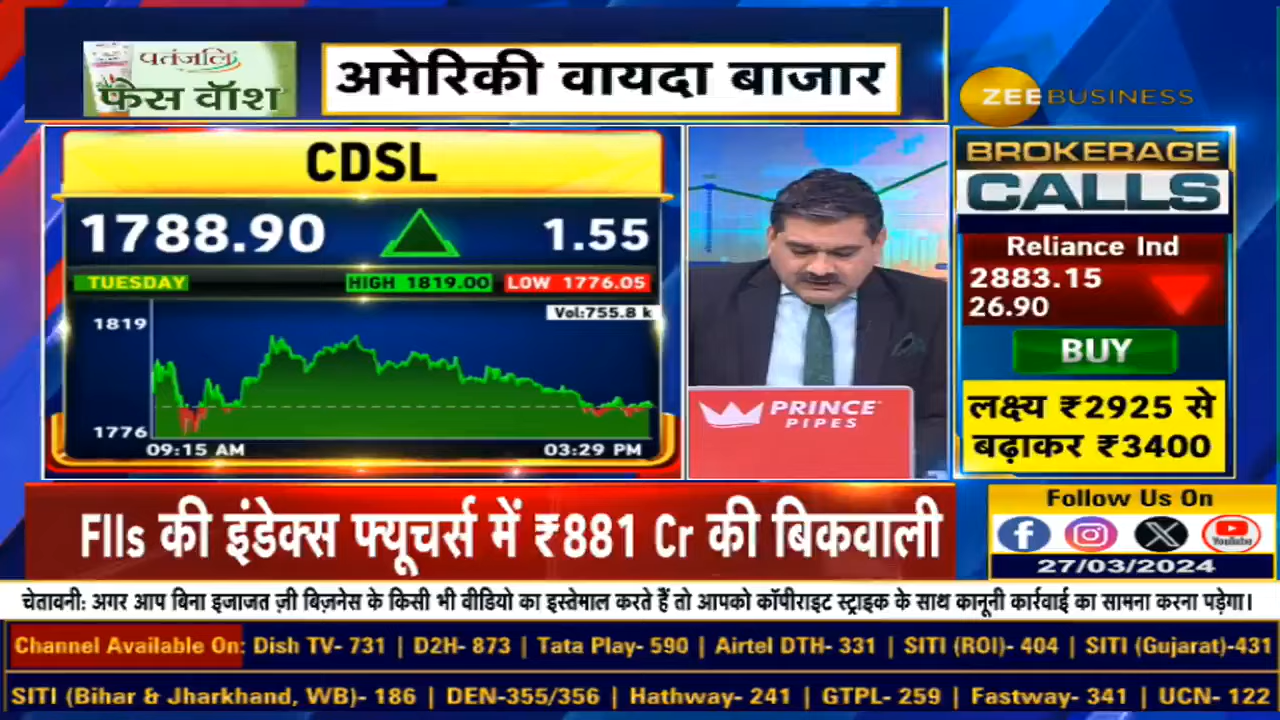 पतंजलि
फेस वॉश
अमेरिकी वायदा बाजार
ZEEBUSINESS
CDSL
1788.90
1.55
TUESDAY
HIGH 1819.00
LOW 1776.05
Vol:755.8 k
1819
1776
09:15 AM
03:29 PM
PRINCE
PIPES
BROKERAGE
CALLS
Reliance Ind
2883.15
26.90
BUY
लक्ष्य ₹2925 से
बढ़ाकर ₹3400
FIIs की इंडेक्स फ्यूचर्स में ₹881 Cr की बिकवाली
Follow Us On
YouTube
27/03/2024
चेतावनी: अगर आप बिना इजाजत ज़ी बिज़नेस के किसी भी वीडियो का इस्तेमाल करते हैं तो आपको कॉपीराइट स्ट्राइक के साथ कानूनी कार्रवाई का सामना करना पड़ेगा।
Channel Available On: Dish TV- 731 | D2H- 873 | Tata Play- 590 | Airtel DTH- 331 | SITI (ROI)- 404 | SITI (Gujarat)-431
SITI (Bihar & Jharkhand, WB)- 186 | DEN-355/356 | Hathway- 241 | GTPL- 259 | Fastway- 341 | UCN- 122